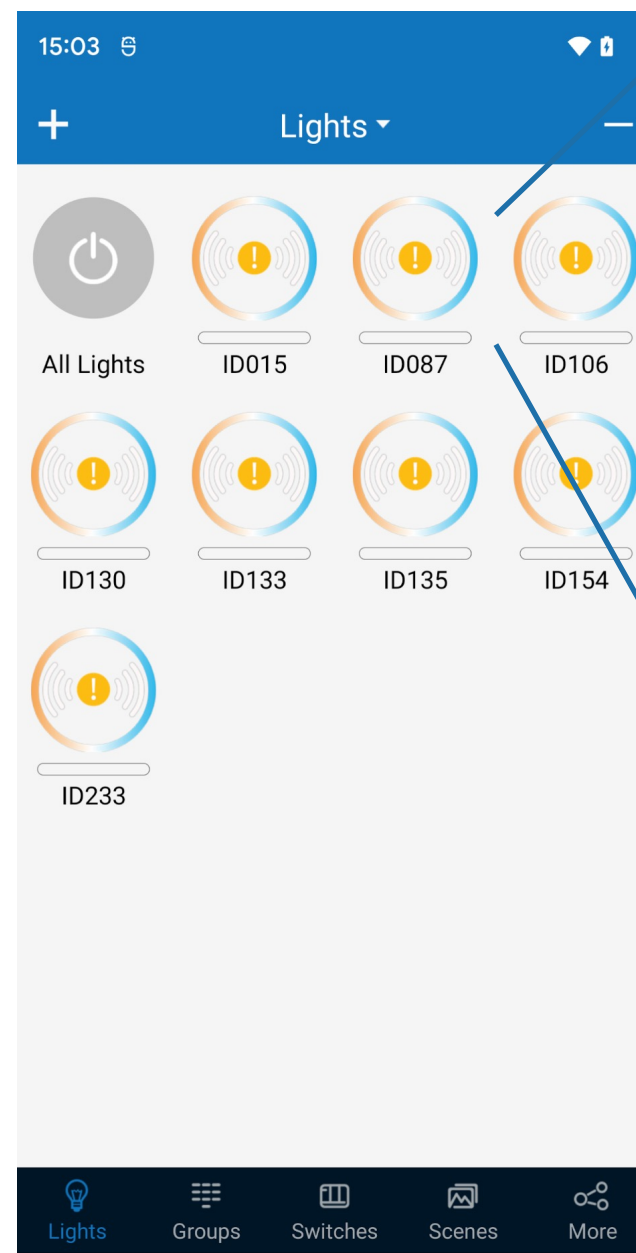 15:03
Lights
All Lights ID015 ID087 ID106
ID130 ID133 ID135 ID154
ID233
Lights Groups Switches Scenes More